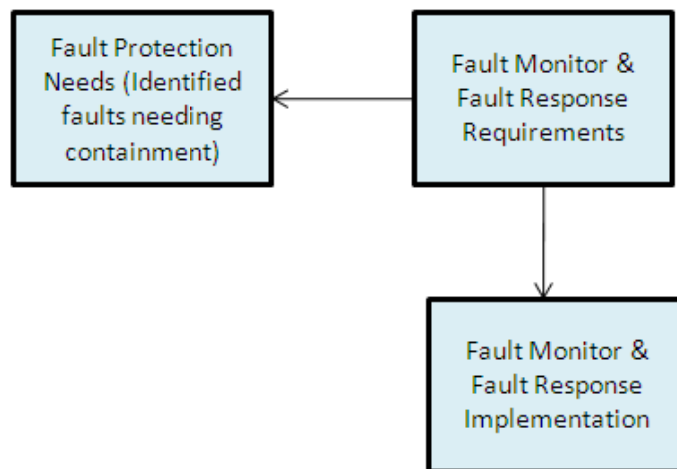 Fault Protection
Needs (Identified
faults needing
containment)
Fault Monitor &
Fault Response
Requirements
Fault Monitor &
Fault Response
Implementation